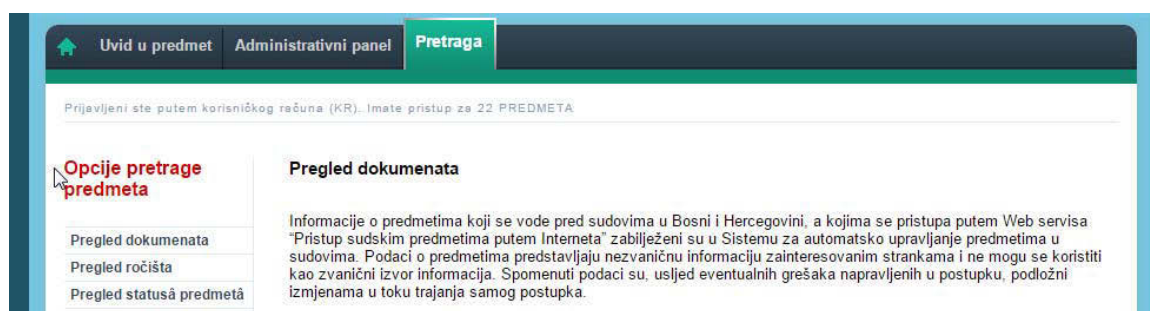 Uvid u predmet Administrativni panel Pretraga
Prijavljeni ste putem korisničkog računa (KR). Imate pristup za 22 PREDMETA
Opcije pretrage
predmeta
Pregled dokumenata
Pregled ročišta
Pregled statusâ predmetâ
Pregled dokumenata
Informacije o predmetima koji se vode pred sudovima u Bosni i Hercegovini, a kojima se pristupa putem Web servisa
“Pristup sudskim predmetima putem Interneta” zabilježeni su u Sistemu za automatsko upravljanje predmetima u
sudovima. Podaci o predmetima predstavljaju nezvaničnu informaciju zainteresovanim strankama i ne mogu se koristiti
kao zvanični izvor informacija. Spomenuti podaci su, usljed eventualnih grešaka napravljenih u postupku, podložni
izmjenama u toku trajanja samog postupka.